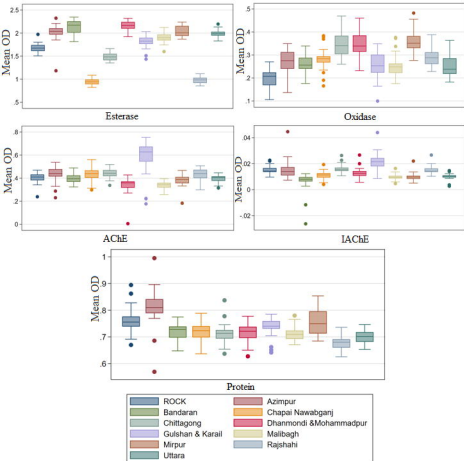 Mean OD
2.5
2
1.5
1
.5
Esterase
Mean OD
.5
.4
.3
.2
.1
Oxidase
Mean OD
.8
.6
.4
.2
0
AChE
Mean OD
.04
.02
0
-.02
IAChE
Mean OD
1
.9
.8
.7
.6
Protein
ROCK
Azimpur
Bandaran
Chapai Nawabganj
Chittagong
Dhanmondi &Mohammadpur
Gulshan & Karail
Malibagh
Mirpur
Rajshahi
Uttara